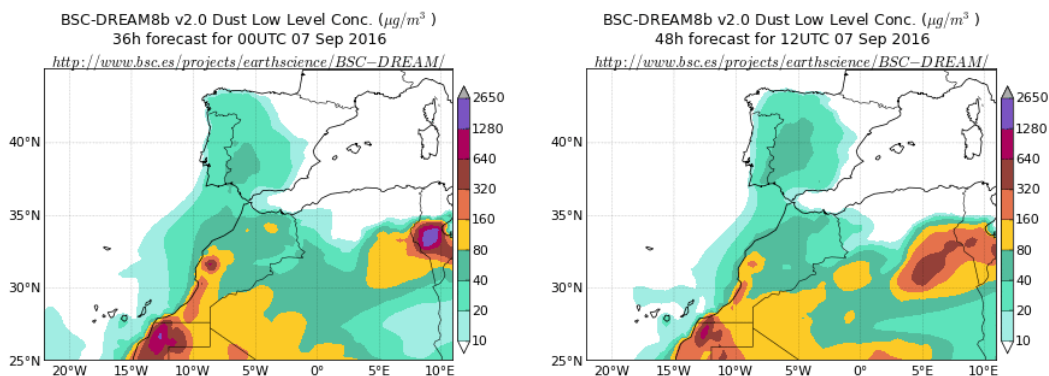 BSC-DREAM8b v2.0 Dust Low Level Conc. (μg/m³ )
36h forecast for 00UTC 07 Sep 2016
http://www.bsc.es/projects/earthscience/BSC−DREAM/
40°N
35°N
30°N
25°N
20°W
15°W
10°W
5°W
0°
5°E
10°E
2650
1280
640
320
160
80
40
20
10
BSC-DREAM8b v2.0 Dust Low Level Conc. (μg/m³ )
48h forecast for 12UTC 07 Sep 2016
http://www.bsc.es/projects/earthscience/BSC−DREAM/
40°N
35°N
30°N
25°N
20°W
15°W
10°W
5°W
0°
5°E
10°E
2650
1280
640
320
160
80
40
20
10